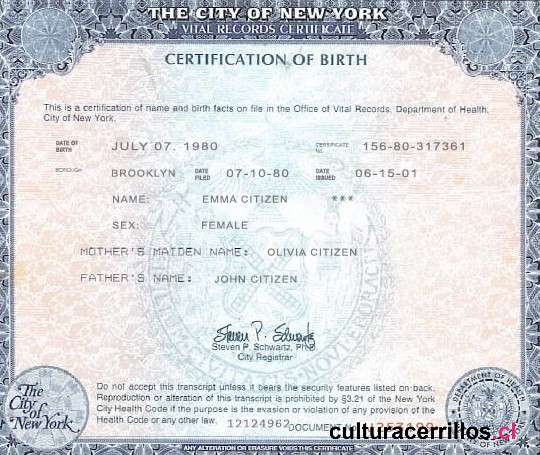 THE CITY OF NEW YORK
VITAL RECORDS CERTIFICATE
CERTIFICATION OF BIRTH
This is a certification of name and birth facts on file in the Office of Vital Records, Department of Health,
City of New York.
DATE OF BIRTH JULY 07. 1980 CERTIFICATE No. 156-80-317361
BOROUGH BROOKLYN DATE FILED 07-10-80 DATE ISSUED 06-15-01
NAME: EMMA CITIZEN ***
SEX: FEMALE
MOTHER'S MAIDEN NAME: OLIVIA CITIZEN
FATHER'S NAME: JOHN CITIZEN
Steven P. Schwartz
Steven P. Schwartz, PH.D.
City Registrar
Do not accept this transcript unless it bears the security features listed on back.
Reproduction or alteration of this transcript is prohibited by §3.21 of the New York
City Health Code if the purpose is the evasion or violation of any provision of the
Health Code or any other law.
12124962 DOCUMENT
The
City
of
New York
DEPARTMENT OF HEALTH
culturacerrillos.cl
ANY ALTERATION OR ERASURE VOIDS THIS CERTIFICATE